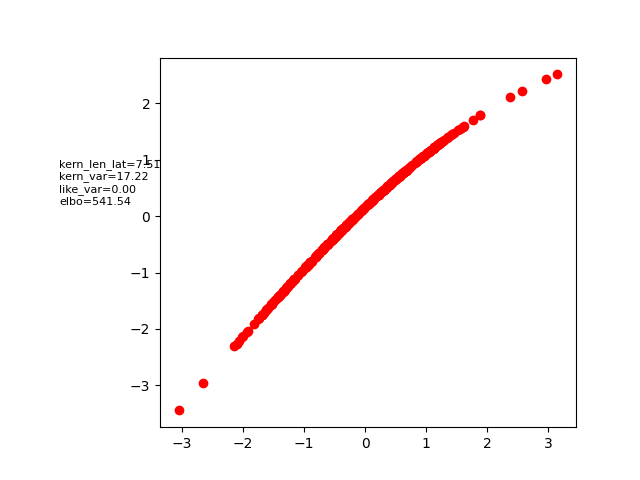 2
1
0
−1
−2
−3
kern_len_lat=7.51
kern_var=17.22
like_var=0.00
elbo=541.54
−3 −2 −1 0 1 2 3